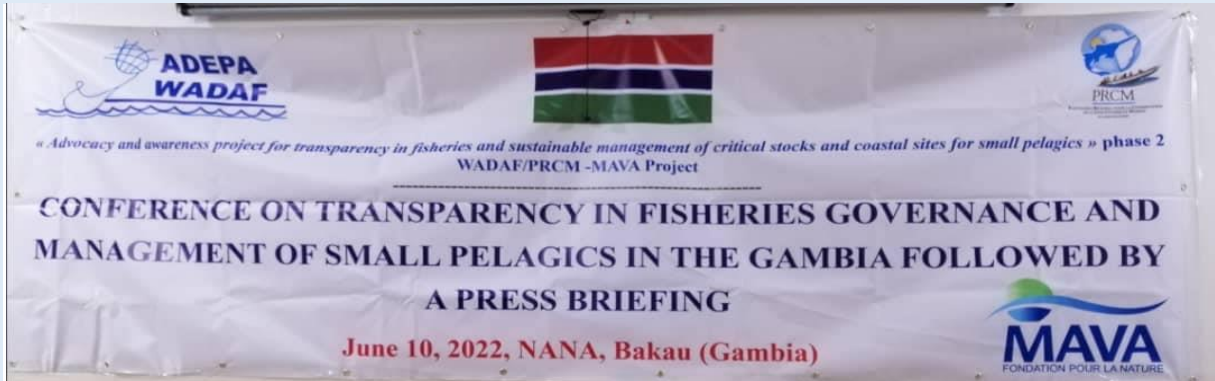 ADEPA
WADAF
PRCM
« Advocacy and awareness project for transparency in fisheries and sustainable management of critical stocks and coastal sites for small pelagics » phase 2
WADAF/PRCM -MAVA Project
CONFERENCE ON TRANSPARENCY IN FISHERIES GOVERNANCE AND
MANAGEMENT OF SMALL PELAGICS IN THE GAMBIA FOLLOWED BY
A PRESS BRIEFING
June 10, 2022, NANA, Bakau (Gambia)
MAVA
FONDATION POUR LA NATURE